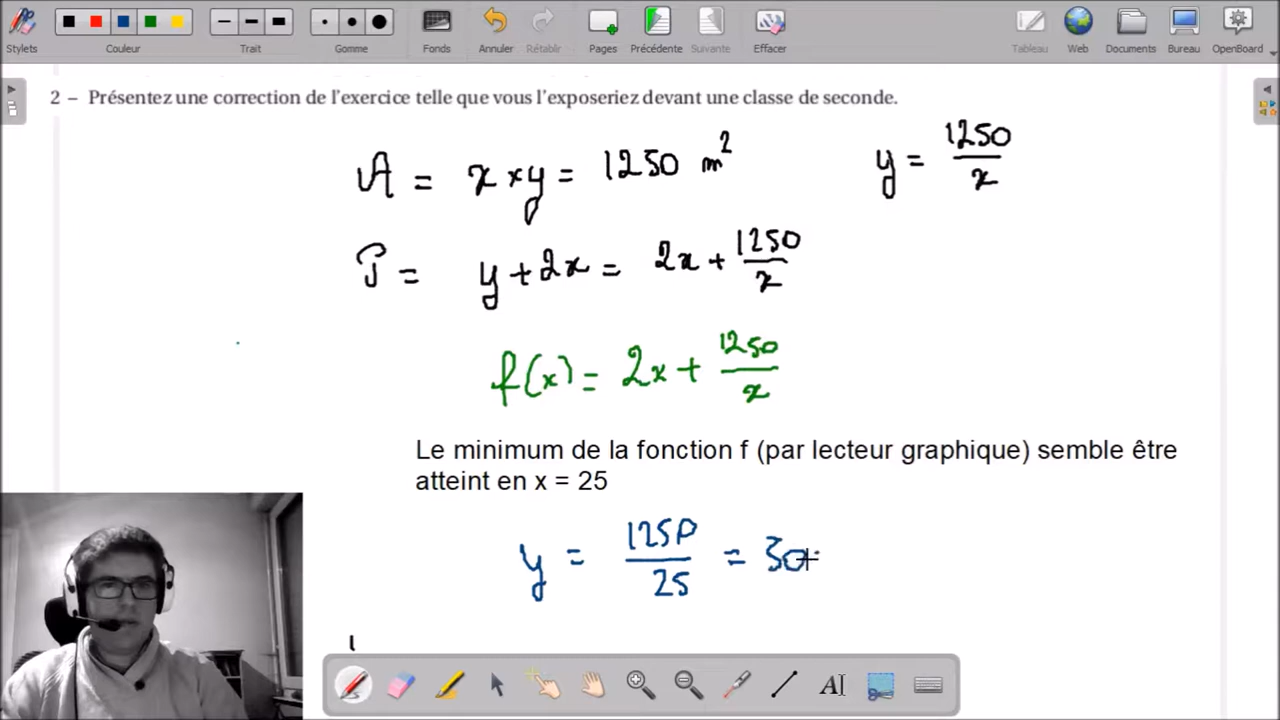 Stylets Couleur Trait Gomme Fonds Annuler Rétablir Pages Précédente Suivante Effacer Tableau Web Documents Bureau OpenBoard
2 – Présentez une correction de l'exercice telle que vous l'exposeriez devant une classe de seconde.
A = x × y = 1250 m² y = 1250/x
P = y + 2x = 2x + 1250/x
f(x) = 2x + 1250/x
Le minimum de la fonction f (par lecteur graphique) semble être
atteint en x = 25
y = 1250/25 = 30